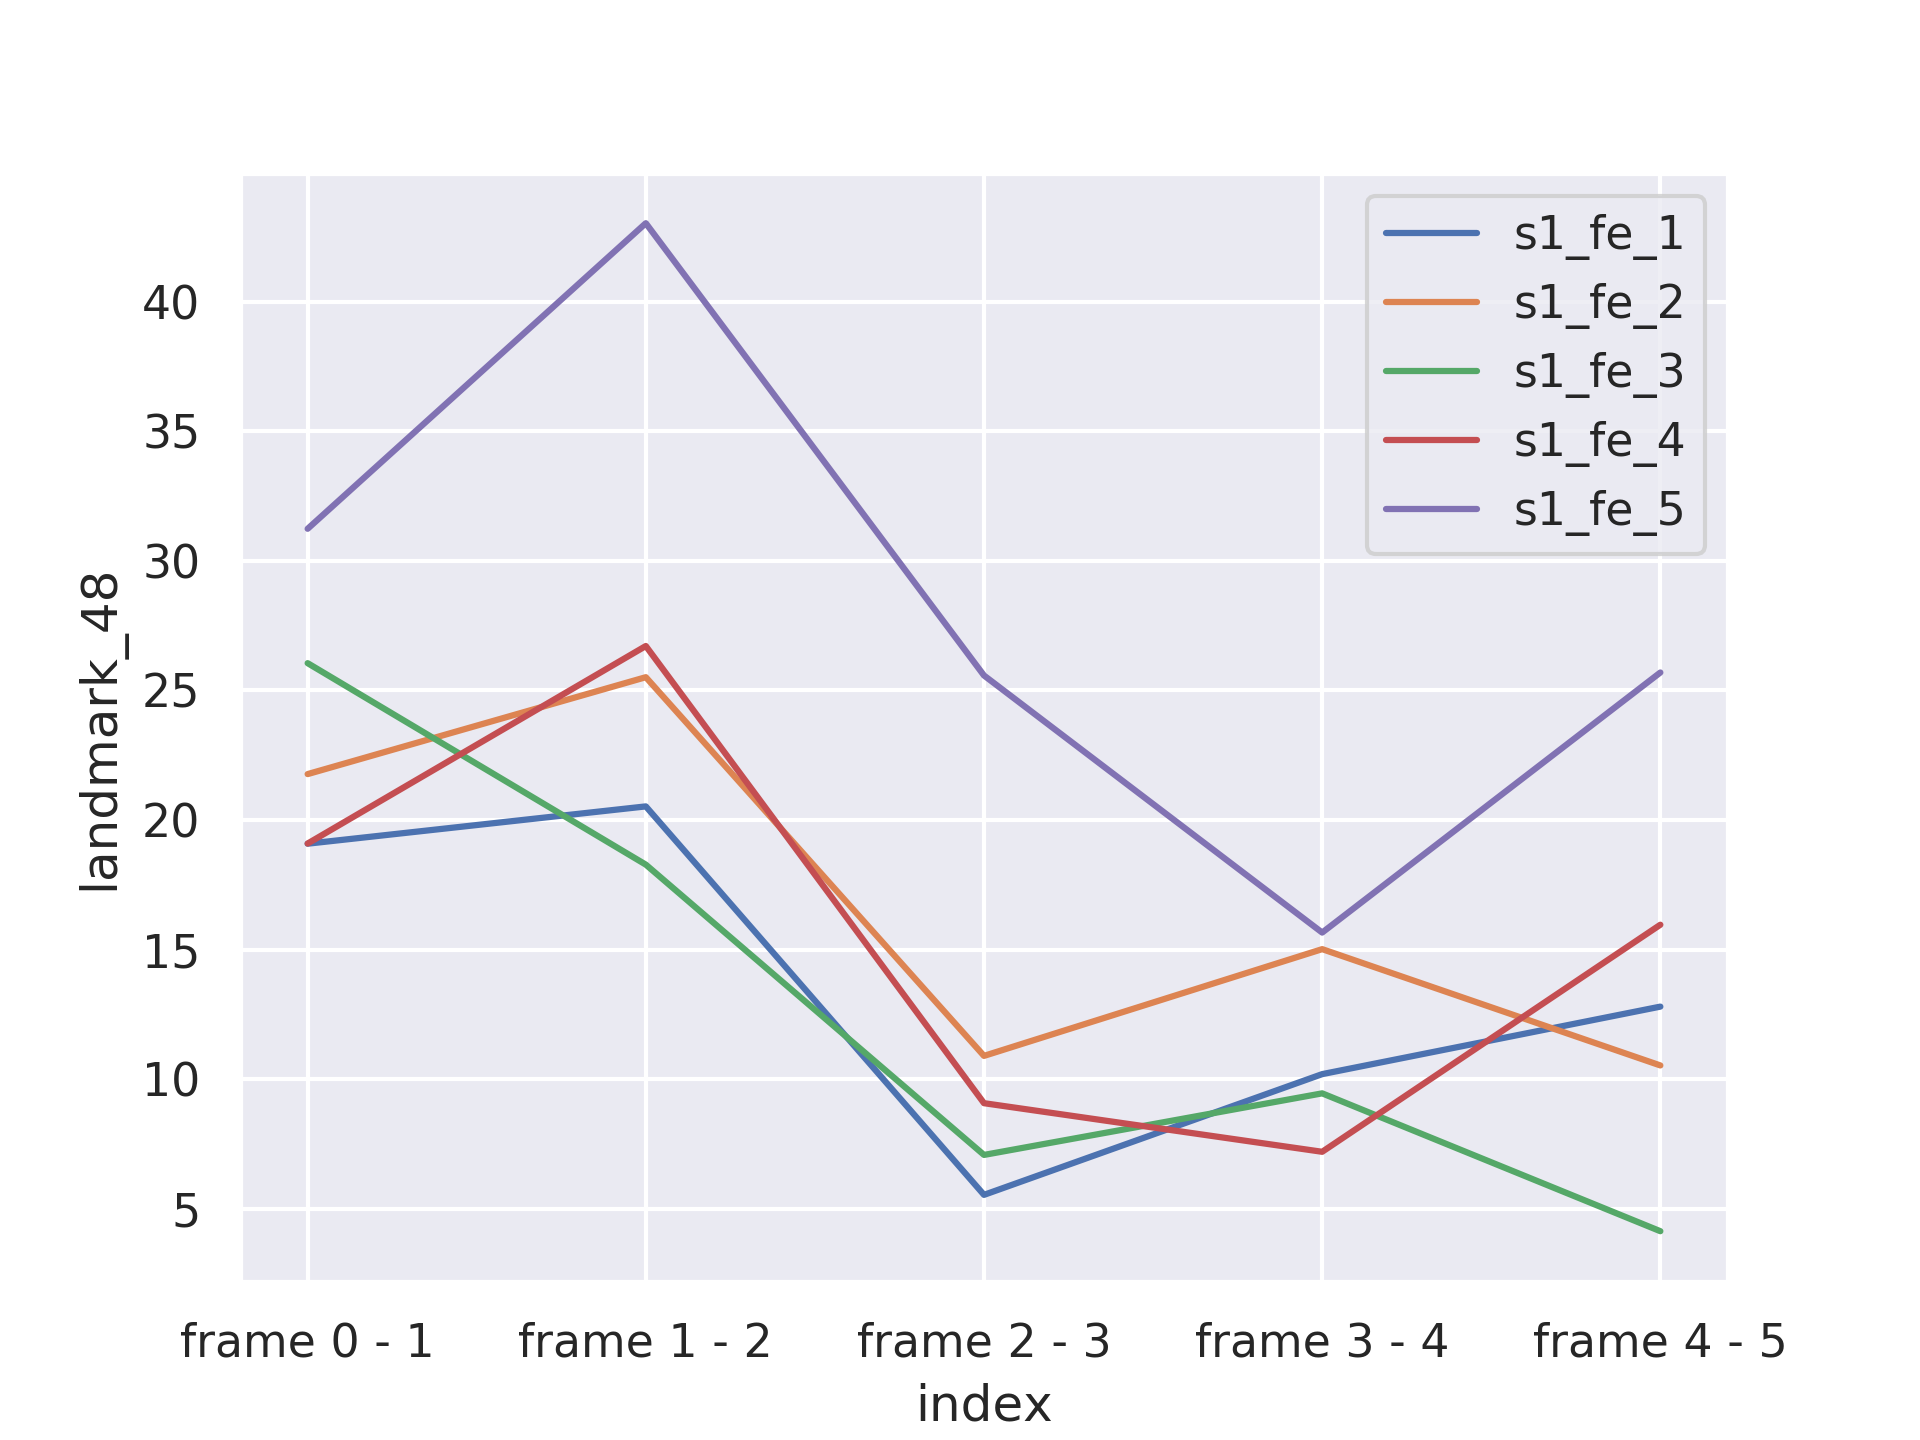 s1_fe_1
s1_fe_2
s1_fe_3
s1_fe_4
s1_fe_5
40
35
30
25
20
15
10
5
landmark_48
frame 0 - 1
frame 1 - 2
frame 2 - 3
frame 3 - 4
frame 4 - 5
index